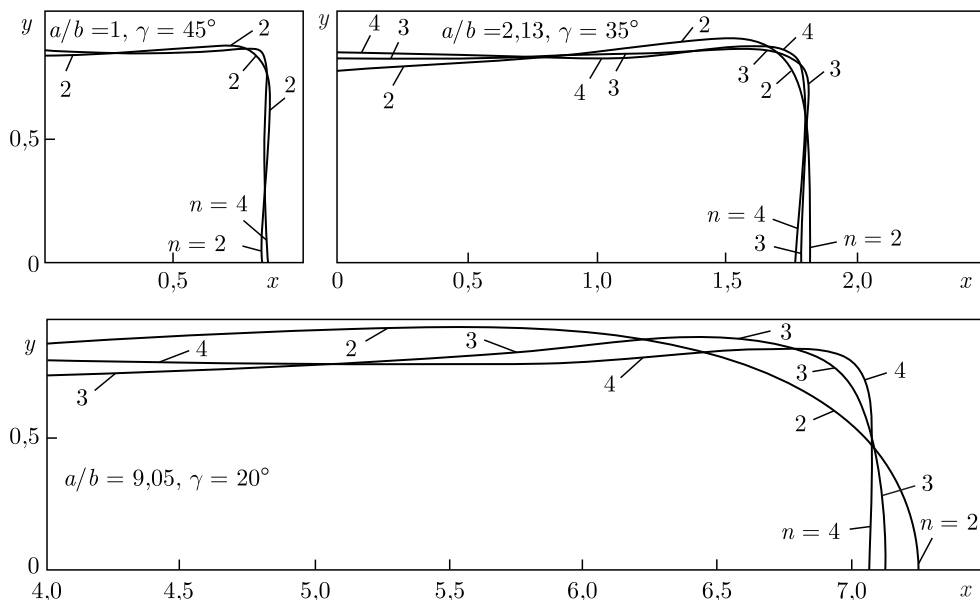 y
a/b =1, γ = 45°
2
2
2
2
0,5
n = 4
n = 2
0
0,5
x
y
4
3
a/b =2,13, γ = 35°
2
4
3
3
2
2
4
3
n = 4
3
n = 2
0
0,5
1,0
1,5
2,0
x
y
4
2
3
3
3
4
4
3
2
0,5
a/b = 9,05, γ = 20°
3
n = 4
n = 2
0
4,0
4,5
5,0
5,5
6,0
6,5
7,0
x